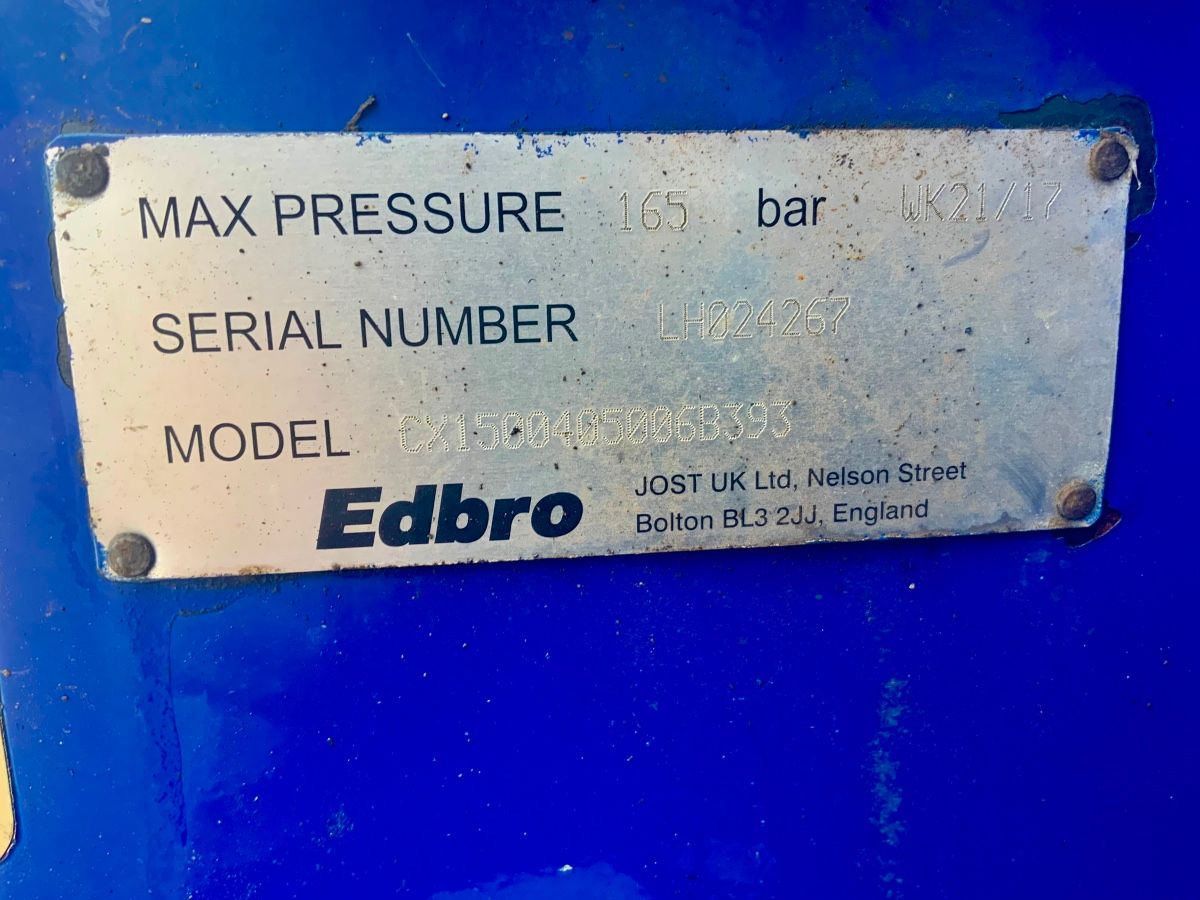 MAX PRESSURE 165 bar WK21/17
SERIAL NUMBER LH024267
MODEL CX1500405006B393
Edbro
JOST UK Ltd, Nelson Street
Bolton BL3 2JJ, England